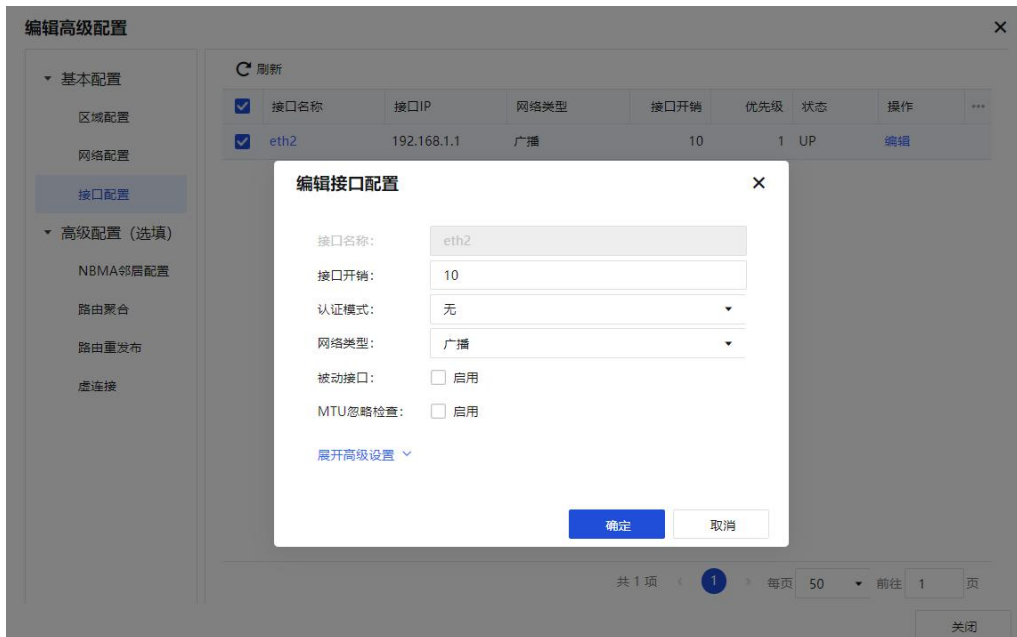 编辑高级配置
基本配置
区域配置
网络配置
接口配置
高级配置（选填）
NBMA邻居配置
路由聚合
路由重发布
虚连接
刷新
接口名称 接口IP 网络类型 接口开销 优先级 状态 操作
eth2 192.168.1.1 广播 10 1 UP 编辑
编辑接口配置
接口名称： eth2
接口开销： 10
认证模式： 无
网络类型： 广播
被动接口： 启用
MTU忽略检查： 启用
展开高级设置
确定 取消
共 1 项 1 每页 50 前往 1 页
关闭